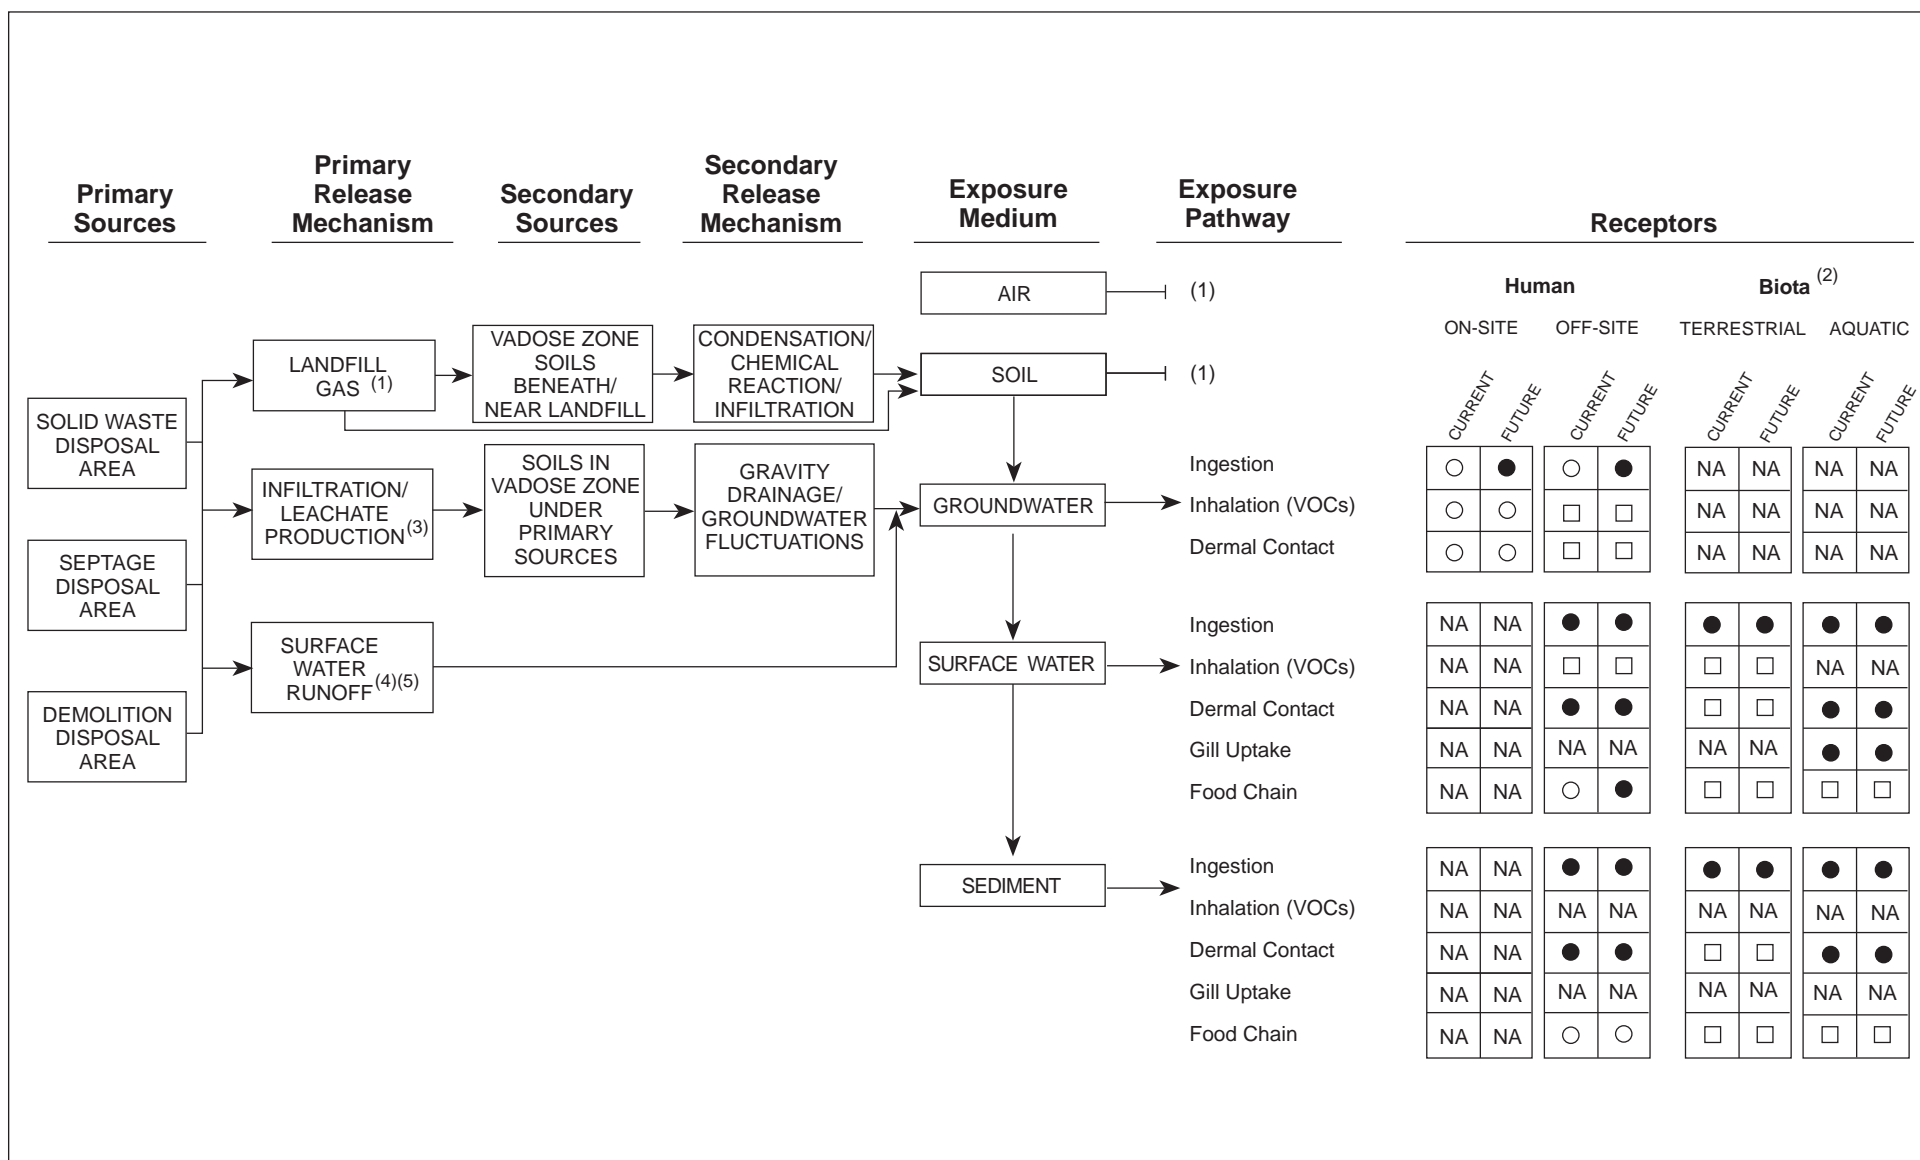 Primary
Sources
Primary
Release
Mechanism
Secondary
Sources
Secondary
Release
Mechanism
Exposure
Medium
Exposure
Pathway
Receptors
Human
Biota (2)
ON-SITE
OFF-SITE
TERRESTRIAL
AQUATIC
CURRENT
FUTURE
CURRENT
FUTURE
CURRENT
FUTURE
CURRENT
FUTURE
SOLID WASTE
DISPOSAL
AREA
SEPTAGE
DISPOSAL
AREA
DEMOLITION
DISPOSAL
AREA
LANDFILL
GAS (1)
INFILTRATION/
LEACHATE
PRODUCTION(3)
SURFACE
WATER
RUNOFF(4)(5)
VADOSE ZONE
SOILS
BENEATH/
NEAR LANDFILL
SOILS IN
VADOSE ZONE
UNDER
PRIMARY
SOURCES
CONDENSATION/
CHEMICAL
REACTION/
INFILTRATION
GRAVITY
DRAINAGE/
GROUNDWATER
FLUCTUATIONS
AIR
(1)
SOIL
(1)
GROUNDWATER
Ingestion
NA NA NA NA
Inhalation (VOCs)
NA NA NA NA
Dermal Contact
NA NA NA NA
SURFACE WATER
Ingestion
NA NA
Inhalation (VOCs)
NA NA NA NA
Dermal Contact
NA NA
Gill Uptake
NA NA NA NA NA NA
Food Chain
NA NA
SEDIMENT
Ingestion
NA NA
Inhalation (VOCs)
NA NA NA NA NA NA NA NA
Dermal Contact
NA NA
Gill Uptake
NA NA NA NA NA NA NA NA
Food Chain
NA NA